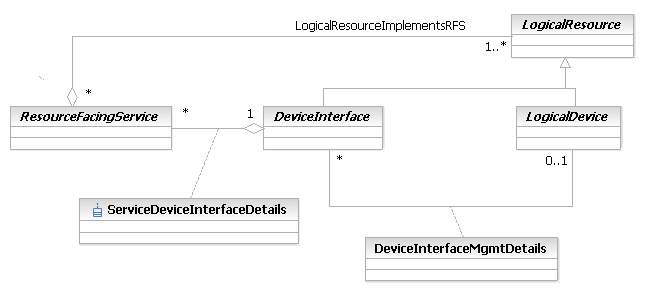 LogicalResourceImplementsRFS
LogicalResource
1..*
*
ResourceFacingService
*
1
DeviceInterface
LogicalDevice
*
0..1
ServiceDeviceInterfaceDetails
DeviceInterfaceMgmtDetails